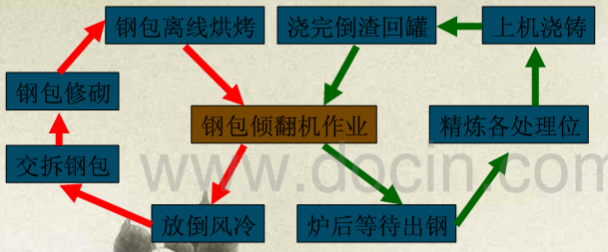 钢包离线烘烤
浇完倒渣回罐
上机浇铸
钢包修砌
钢包倾翻机作业
精炼各处理位
交拆钢包
www.docin.com
放倒风冷
炉后等待出钢